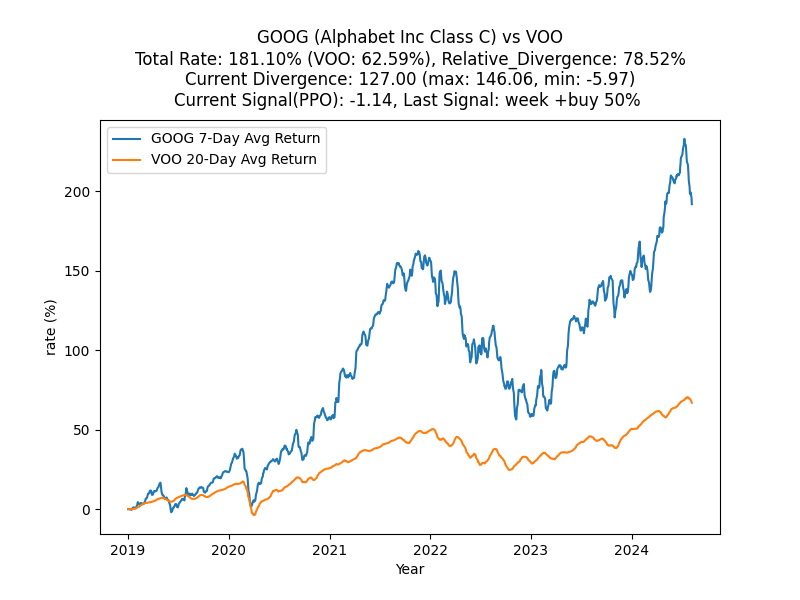 GOOG (Alphabet Inc Class C) vs VOO
Total Rate: 181.10% (VOO: 62.59%), Relative_Divergence: 78.52%
Current Divergence: 127.00 (max: 146.06, min: -5.97)
Current Signal(PPO): -1.14, Last Signal: week +buy 50%
GOOG 7-Day Avg Return
VOO 20-Day Avg Return
200
150
100
50
0
rate (%)
2019 2020 2021 2022 2023 2024
Year